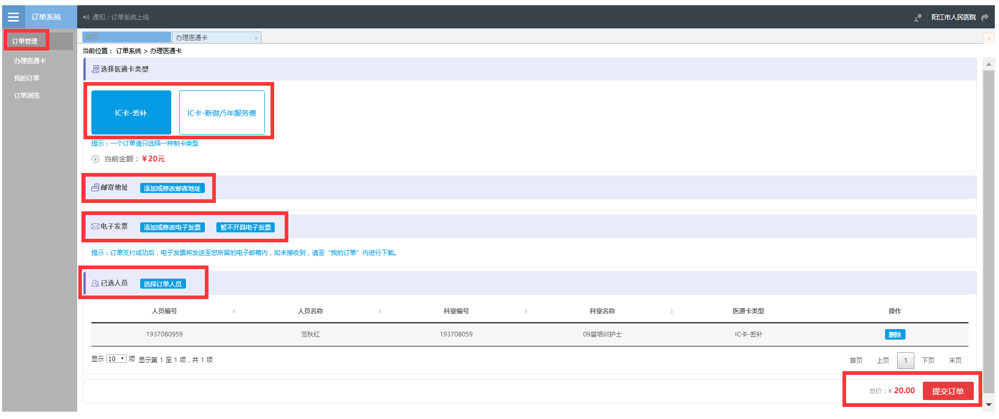 订单系统
通知：订单系统上线
阳江市人民医院
订单管理
办理医通卡
我的订单
订单浏览
首页
办理医通卡 ×
当前位置： 订单系统 > 办理医通卡
选择医通卡类型
IC卡-丢补
IC卡-新做/5年服务费
提示：一个订单请只选择一种制卡类型
当前金额：￥20元
邮寄地址 添加或修改邮寄地址
电子发票 添加或修改电子发票 暂不开具电子发票
提示：订单支付成功后，电子发票将发送至您所留的电子邮箱内，如未接收到，请至“我的订单”内进行下载。
已选人员 选择订单人员
人员编号 人员名称 科室编号 科室名称 医通卡类型 操作
1937080959 范秋红 193708059 09届培训护士 IC卡-丢补 删除
显示 10 项 显示第 1 至 1 项，共 1 项
首页 上页 1 下页 末页
总价：￥ 20.00 提交订单